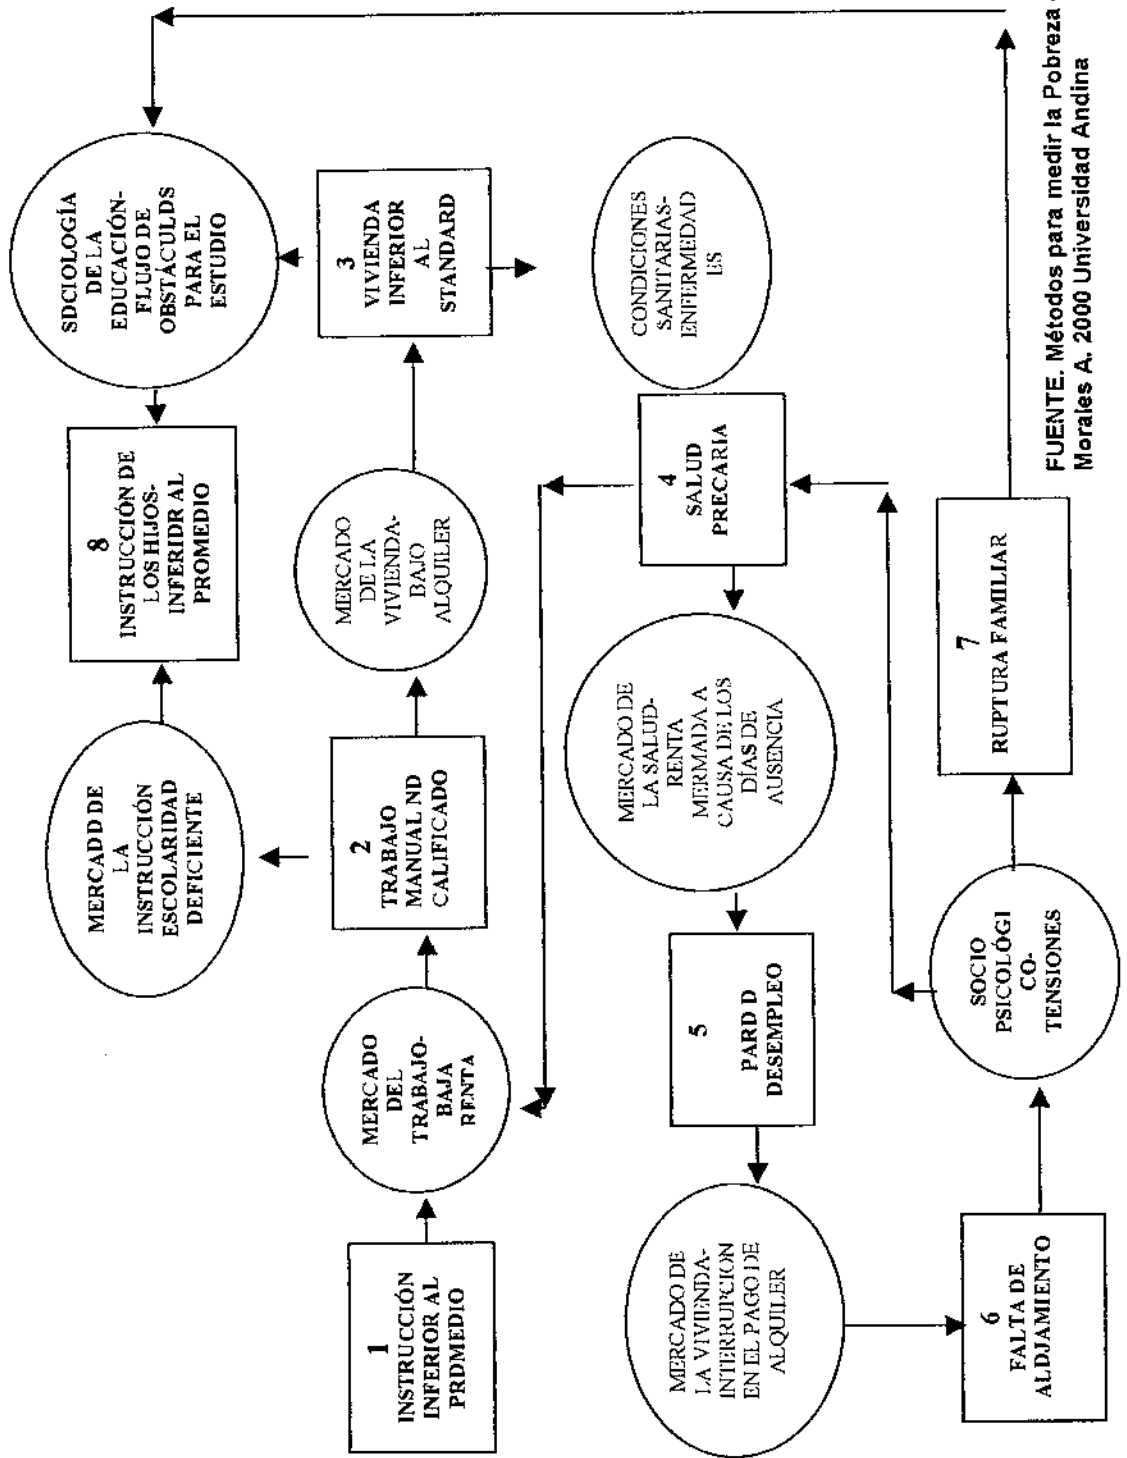 MERCADD DE
LA
INSTRUCCIÓN
ESCOLARIDAD
DEFICIENTE
8
INSTRUCCIÓN DE
LOS HIJOS-
INFERIDR AL
PROMEDIO
SDCIOLOGÍA
DE LA
EDUCACIÓN-
FLUJO DE
OBSTÁCULDS
PARA EL
ESTUDIO
1
INSTRUCCIÓN
INFERIOR AL
PRDMEDIO
MERCADO
DEL
TRABAJO-
BAJA
RENTA
2
TRABAJO
MANUAL ND
CALIFICADO
MERCADO
DE LA
VIVIENDA-
BAJO
ALQUILER
3
VIVIENDA
INFERIOR
AL
STANDARD
MERCADO DE
LA VIVIENDA-
INTERRUPCION
EN EL PAGO DE
ALQUILER
5
PARD D
DESEMPLEO
MERCADO DE
LA SALUD-
RENTA
MERMADA A
CAUSA DE LOS
DÍAS DE
AUSENCIA
4
SALUD
PRECARIA
CONDICIONES
SANITARIAS-
ENFERMEDAD
ES
6
FALTA DE
ALDJAMIENTO
SOCIO
PSICOLÓGI
CO-
TENSIONES
7
RUPTURA FAMILIAR
FUENTE. Métodos para medir la Pobreza
Morales A. 2000 Universidad Andina